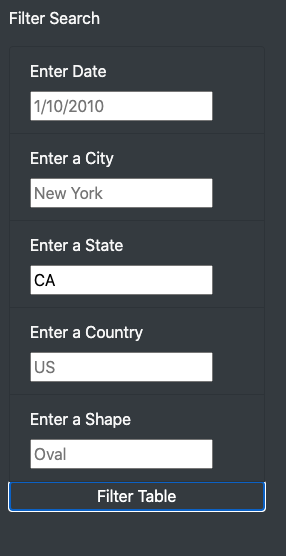 Filter Search
Enter Date
1/10/2010
Enter a City
New York
Enter a State
CA
Enter a Country
US
Enter a Shape
Oval
Filter Table